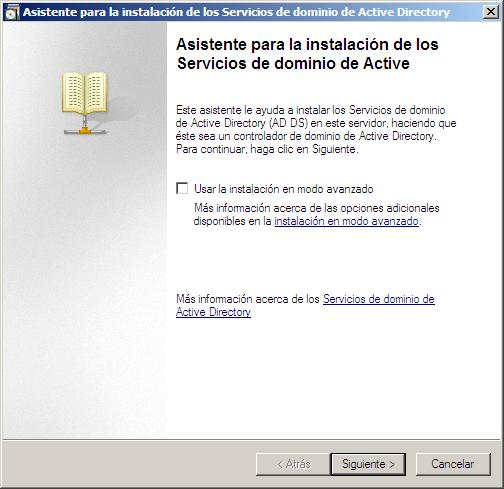 Asistente para la instalación de los Servicios de dominio de Active Directory
Asistente para la instalación de los
Servicios de dominio de Active
Este asistente le ayuda a instalar los Servicios de dominio
de Active Directory (AD DS) en este servidor, haciendo que
éste sea un controlador de dominio de Active Directory.
Para continuar, haga clic en Siguiente.
Usar la instalación en modo avanzado
Más información acerca de las opciones adicionales
disponibles en la instalación en modo avanzado.
Más información acerca de los Servicios de dominio de
Active Directory
< Atrás
Siguiente >
Cancelar